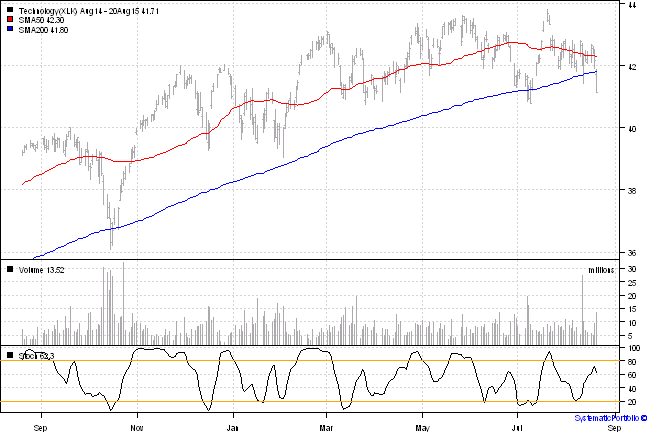 Technology(XLK) Aug14 - 20Aug15 41.71
SMA50 42.30
SMA200 41.80
44
42
40
38
36
Volume 13.52
millions
30
25
20
15
10
5
100
80
60
40
20
Sep
Nov
Jan
Mar
May
Jul
Sep
SystematicPortfolio ©